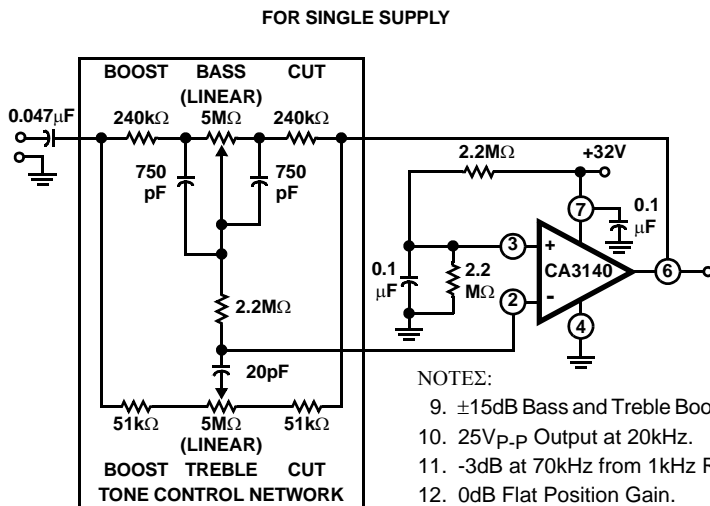 FOR SINGLE SUPPLY
BOOST BASS CUT
(LINEAR)
0.047μF
240kΩ 5MΩ 240kΩ
750
pF
750
pF
2.2MΩ
+32V
7
0.1
μF
3
+
CA3140
6
0.1
μF
2.2
MΩ
2
-
4
2.2MΩ
20pF
51kΩ 5MΩ 51kΩ
(LINEAR)
BOOST TREBLE CUT
TONE CONTROL NETWORK
NOTEΣ:
9. ±15dB Bass and Treble Boo
10. 25VP-P Output at 20kHz.
11. -3dB at 70kHz from 1kHz R
12. 0dB Flat Position Gain.